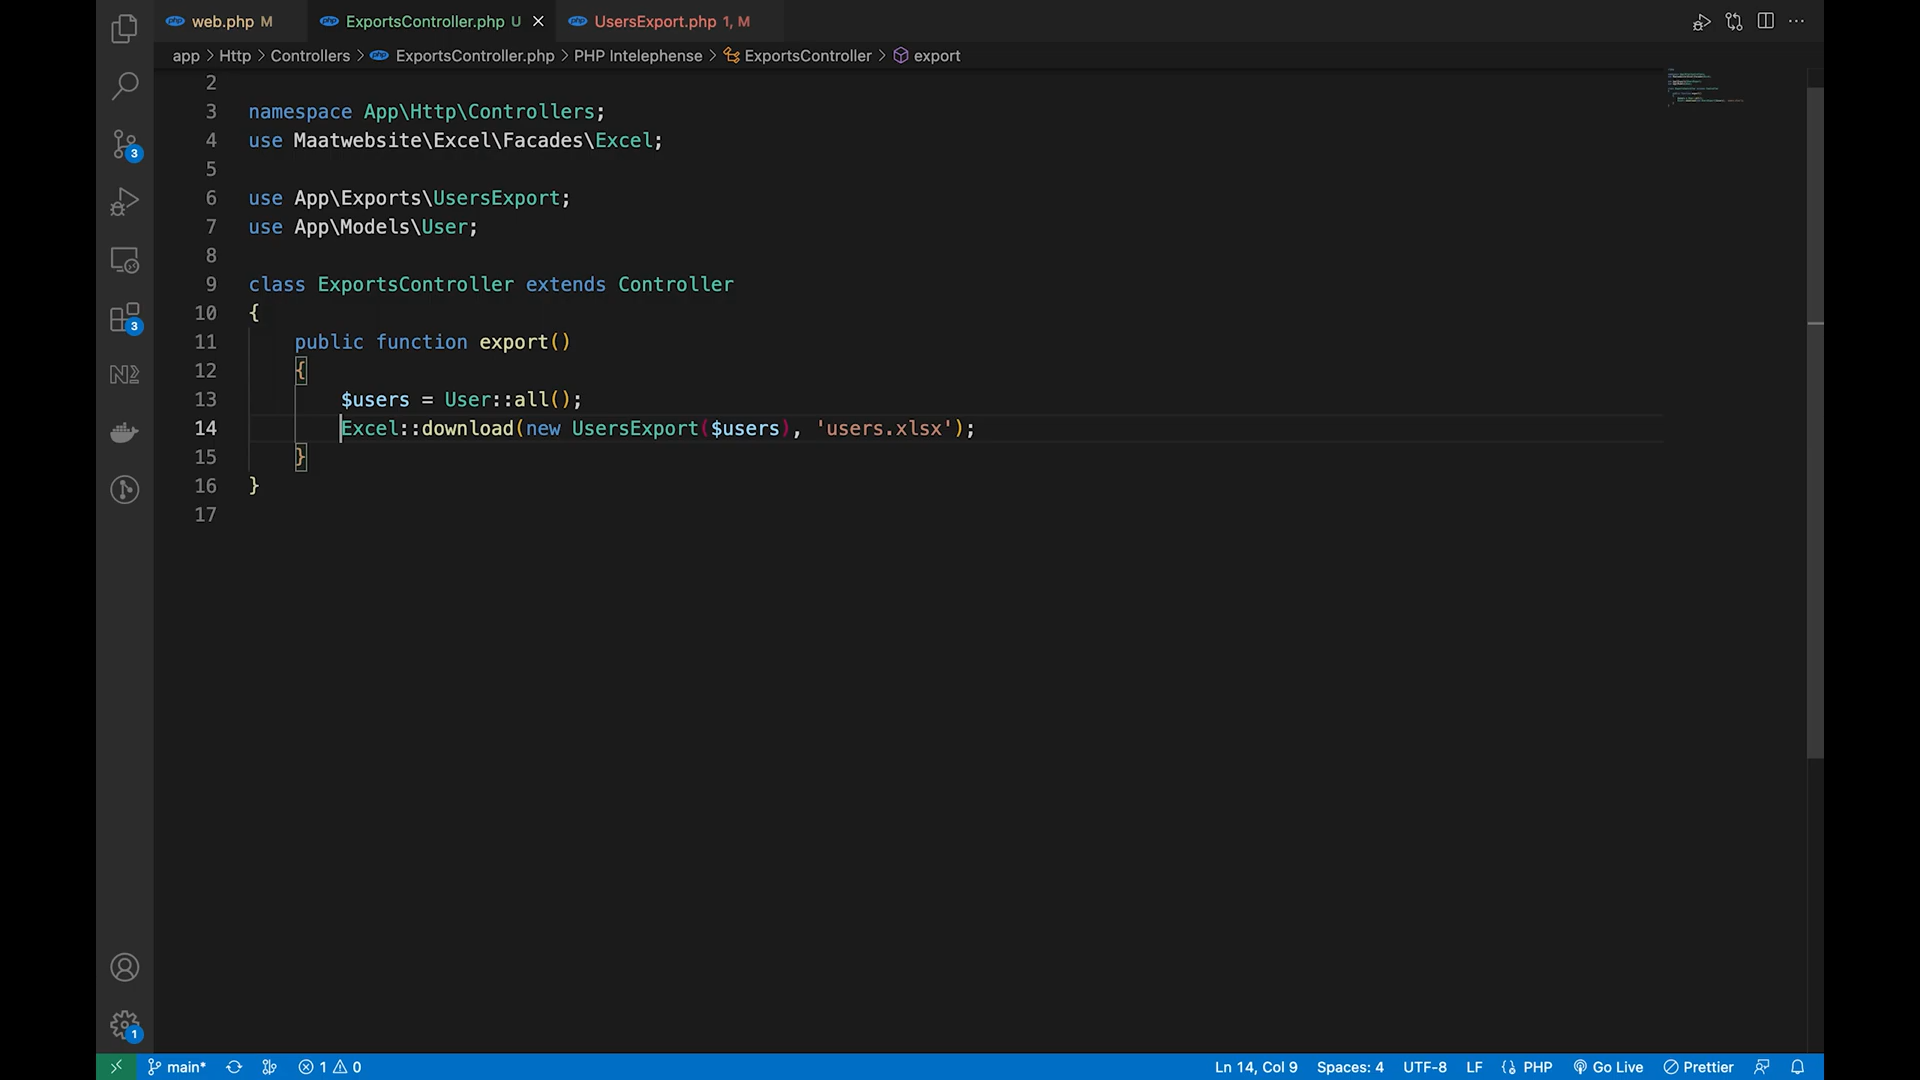 web.php M
ExportsController.php U
UsersExport.php 1, M
app > Http > Controllers > ExportsController.php > PHP Intelephense > ExportsController > export
2
3 namespace App\Http\Controllers;
4 use Maatwebsite\Excel\Facades\Excel;
5
6 use App\Exports\UsersExport;
7 use App\Models\User;
8
9 class ExportsController extends Controller
10 {
11 public function export()
12 {
13 $users = User::all();
14 Excel::download(new UsersExport($users), 'users.xlsx');
15 }
16 }
17
3
3
1
main* 1 0 Ln 14, Col 9 Spaces: 4 UTF-8 LF PHP Go Live Prettier